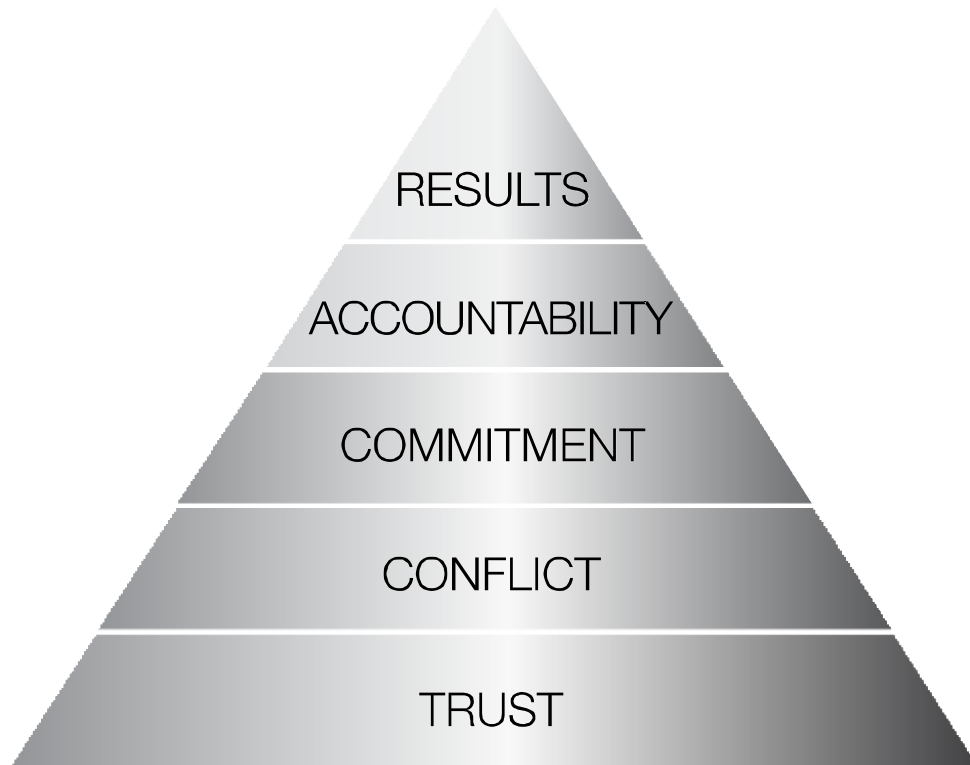 RESULTS
ACCOUNTABILITY
COMMITMENT
CONFLICT
TRUST